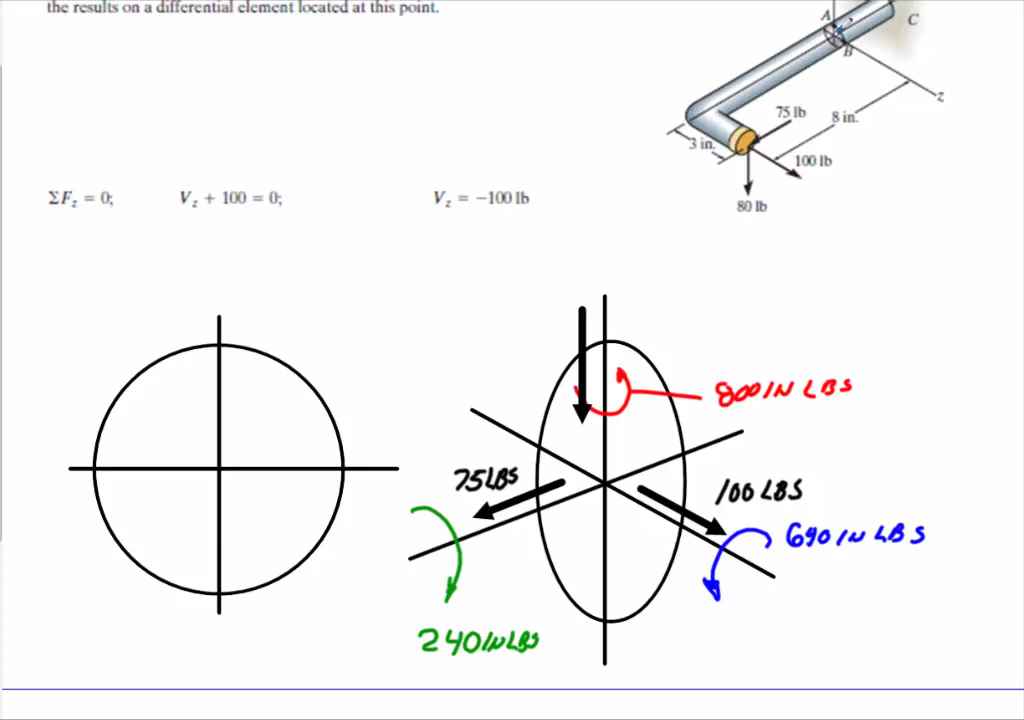 the results on a differential element located at this point.
A
C
B
z
75 lb
8 in.
3 in.
100 lb
80 lb
ΣF_z = 0; V_z + 100 = 0; V_z = −100 lb
800 IN LBS
75 LBS
100 LBS
640 IN LBS
240 IN LBS